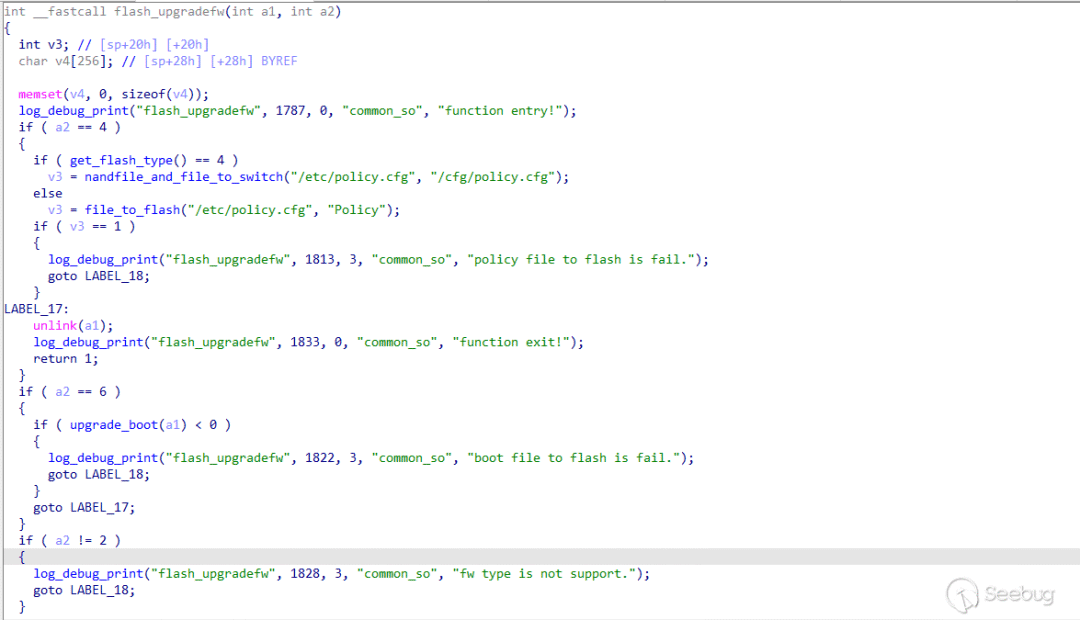 int __fastcall flash_upgradefw(int a1, int a2)
{
  int v3; // [sp+20h] [+20h]
  char v4[256]; // [sp+28h] [+28h] BYREF

  memset(v4, 0, sizeof(v4));
  log_debug_print("flash_upgradefw", 1787, 0, "common_so", "function entry!");
  if ( a2 == 4 )
  {
    if ( get_flash_type() == 4 )
      v3 = nandfile_and_file_to_switch("/etc/policy.cfg", "/cfg/policy.cfg");
    else
      v3 = file_to_flash("/etc/policy.cfg", "Policy");
    if ( v3 == 1 )
    {
      log_debug_print("flash_upgradefw", 1813, 3, "common_so", "policy file to flash is fail.");
      goto LABEL_18;
    }
LABEL_17:
    unlink(a1);
    log_debug_print("flash_upgradefw", 1833, 0, "common_so", "function exit!");
    return 1;
  }
  if ( a2 == 6 )
  {
    if ( upgrade_boot(a1) < 0 )
    {
      log_debug_print("flash_upgradefw", 1822, 3, "common_so", "boot file to flash is fail.");
      goto LABEL_18;
    }
    goto LABEL_17;
  }
  if ( a2 != 2 )
  {
    log_debug_print("flash_upgradefw", 1828, 3, "common_so", "fw type is not support.");
    goto LABEL_18;
  }
Seebug